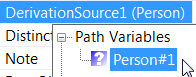 DerivationSource1 (Person)
Distinct
Path Variables
Note
Person#1